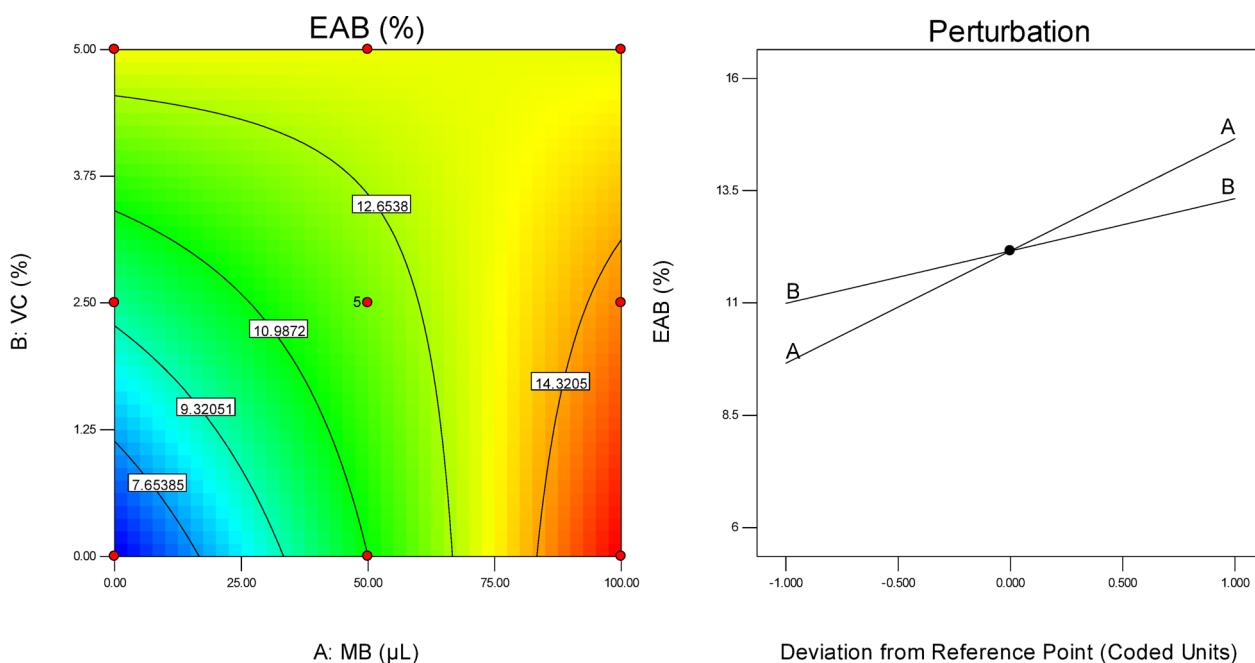 EAB (%)
5.00
3.75
2.50
1.25
0.00
B: VC (%)
12.6538
5
10.9872
14.3205
9.32051
7.65385
0.00
25.00
50.00
75.00
100.00
A: MB (µL)
Perturbation
16
13.5
11
8.5
6
EAB (%)
A
B
B
A
-1.000
-0.500
0.000
0.500
1.000
Deviation from Reference Point (Coded Units)